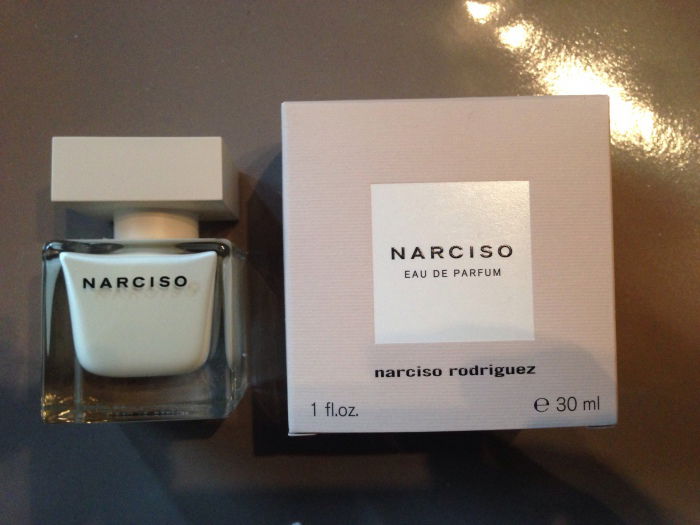 NARCISO
NARCISO
EAU DE PARFUM
narciso rodriguez
1 fl.oz.
℮ 30 ml